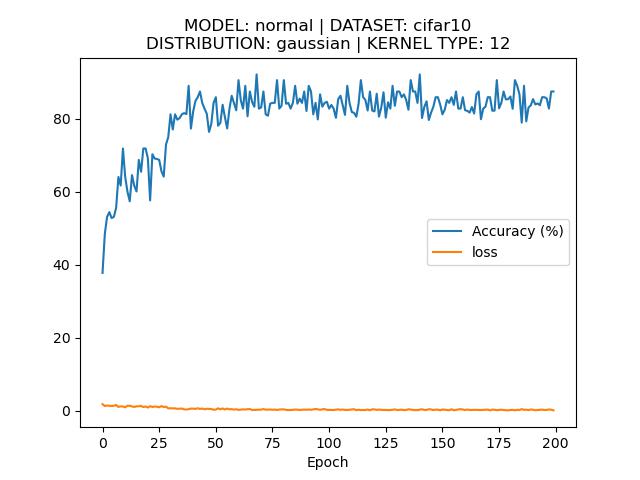 MODEL: normal | DATASET: cifar10
DISTRIBUTION: gaussian | KERNEL TYPE: 12
80
60
40
20
0
Accuracy (%)
loss
0 25 50 75 100 125 150 175 200
Epoch